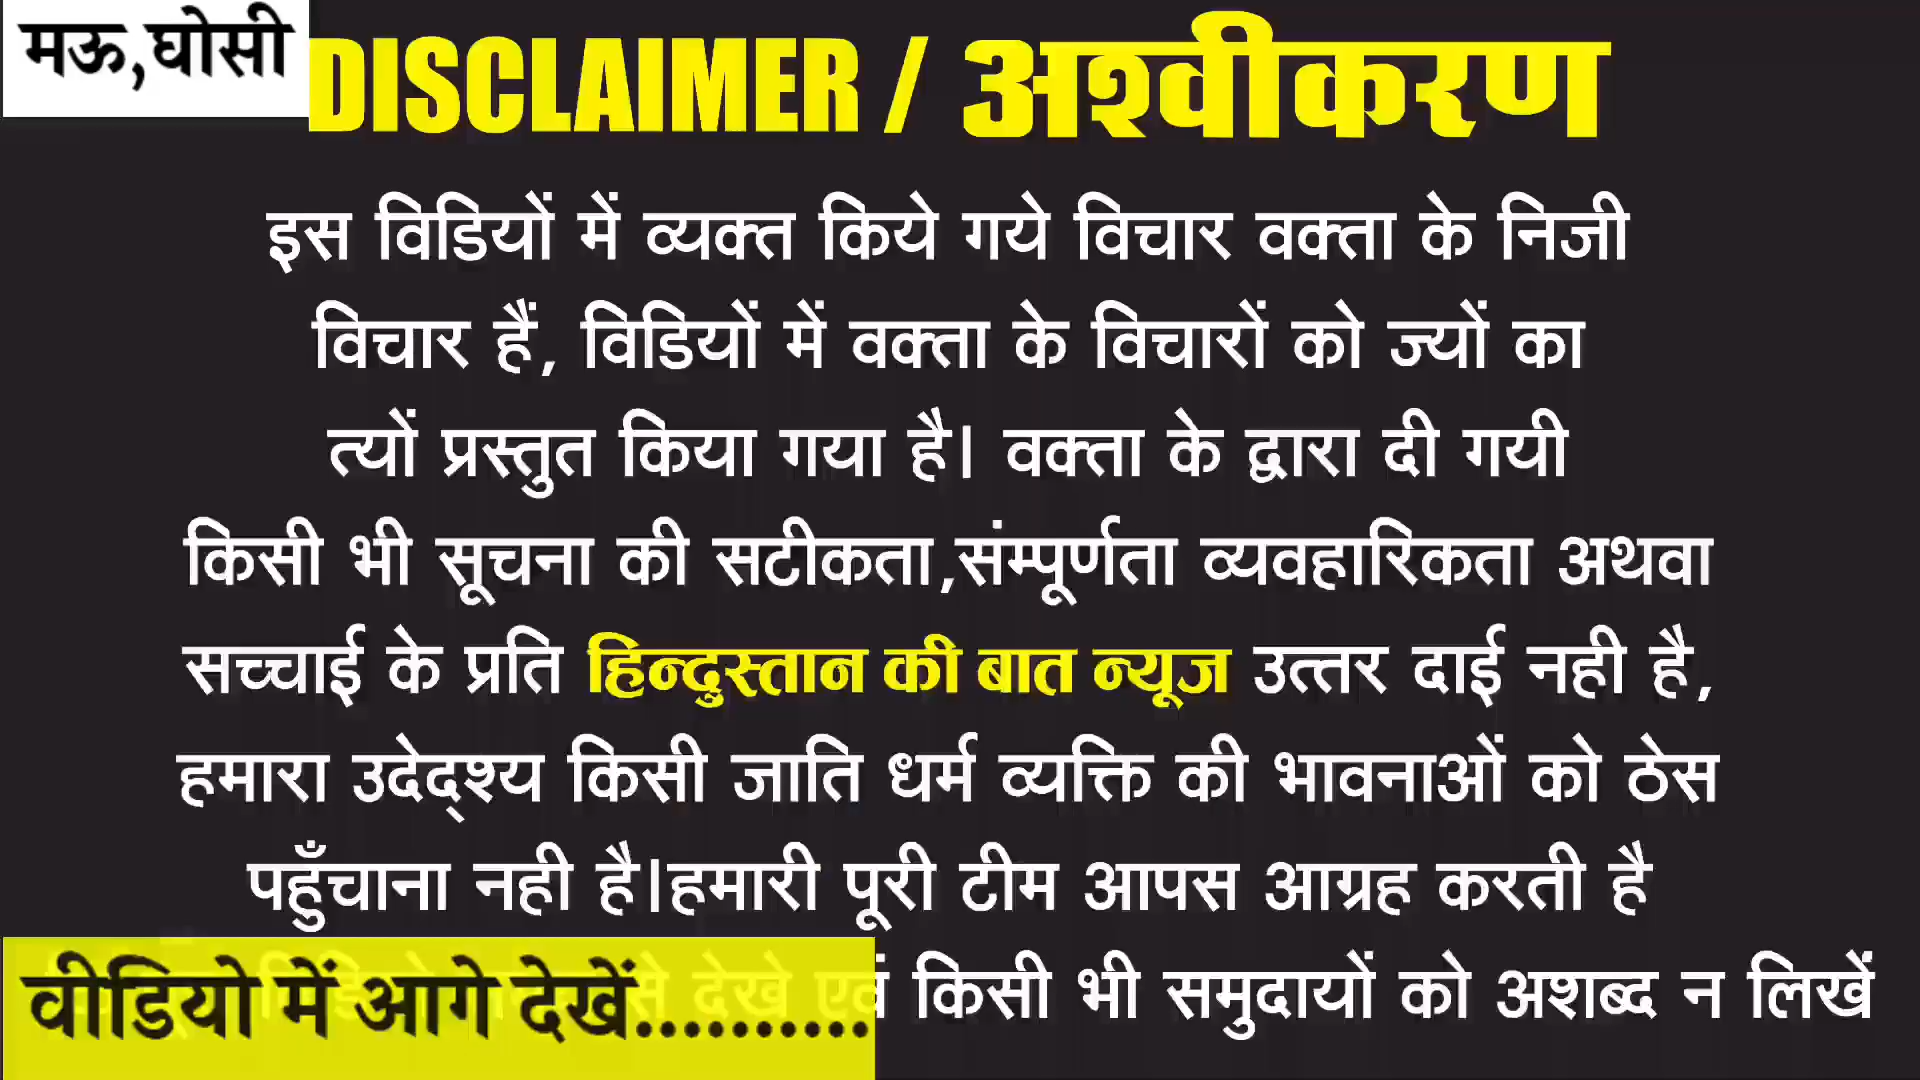 मऊ,घोसी
DISCLAIMER / अश्वीकरण
इस विडियों में व्यक्त किये गये विचार वक्ता के निजी
विचार हैं, विडियों में वक्ता के विचारों को ज्यों का
त्यों प्रस्तुत किया गया है। वक्ता के द्वारा दी गयी
किसी भी सूचना की सटीकता,संम्पूर्णता व्यवहारिकता अथवा
सच्चाई के प्रति हिन्दुस्तान की बात न्यूज उत्तर दाई नही है,
हमारा उदेद्श्य किसी जाति धर्म व्यक्ति की भावनाओं को ठेस
पहुँचाना नही है।हमारी पूरी टीम आपस आग्रह करती है
से देखे एवं किसी भी समुदायों को अशब्द न लिखें
वीडियो में आगे देखें..........